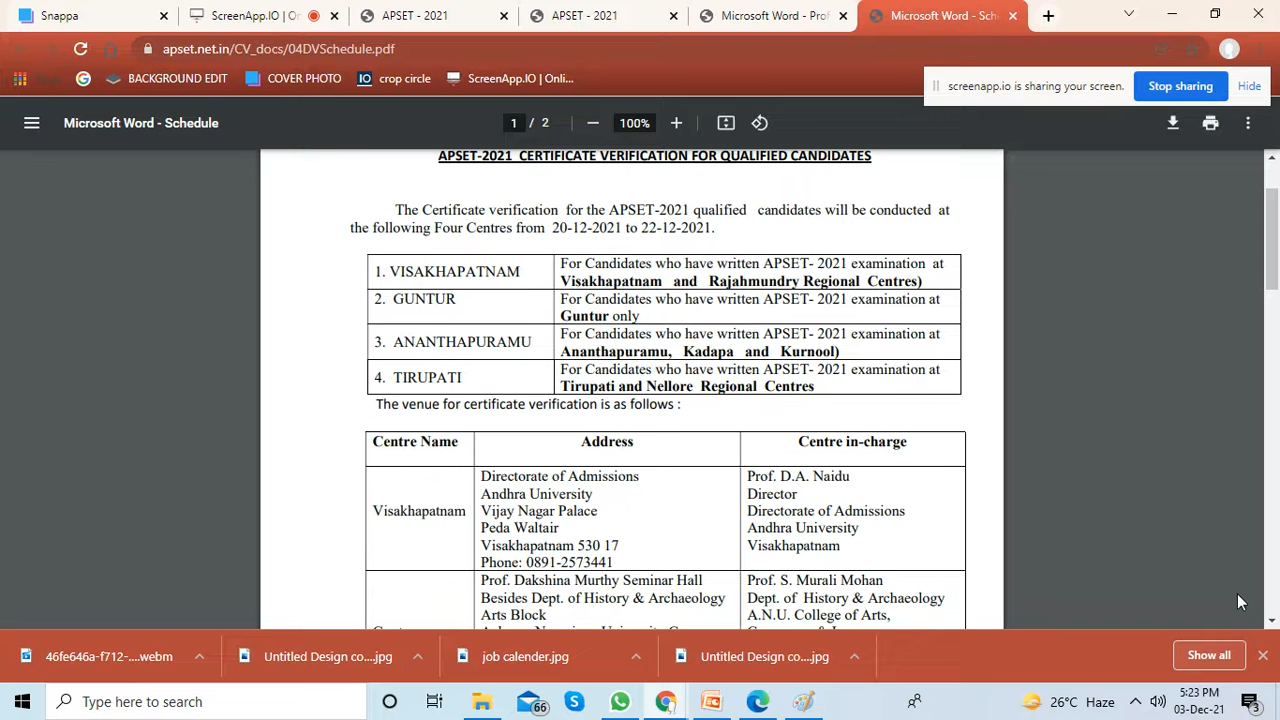 Snappa
ScreenApp.IO | On
APSET - 2021
APSET - 2021
Microsoft Word - Prof
Microsoft Word - Sche
apset.net.in/CV_docs/04DVSchedule.pdf
BACKGROUND EDIT
COVER PHOTO
crop circle
ScreenApp.IO | Onli...
screenapp.io is sharing your screen.
Stop sharing
Hide
Microsoft Word - Schedule
1 / 2
100%
APSET-2021 CERTIFICATE VERIFICATION FOR QUALIFIED CANDIDATES
The Certificate verification for the APSET-2021 qualified candidates will be conducted at
the following Four Centres from 20-12-2021 to 22-12-2021.
1. VISAKHAPATNAM
For Candidates who have written APSET- 2021 examination at
Visakhapatnam and Rajahmundry Regional Centres)
2. GUNTUR
For Candidates who have written APSET- 2021 examination at
Guntur only
3. ANANTHAPURAMU
For Candidates who have written APSET- 2021 examination at
Ananthapuramu, Kadapa and Kurnool)
4. TIRUPATI
For Candidates who have written APSET- 2021 examination at
Tirupati and Nellore Regional Centres
The venue for certificate verification is as follows :
Centre Name
Address
Centre in-charge
Visakhapatnam
Directorate of Admissions
Andhra University
Vijay Nagar Palace
Peda Waltair
Visakhapatnam 530 17
Phone: 0891-2573441
Prof. D.A. Naidu
Director
Directorate of Admissions
Andhra University
Visakhapatnam
Prof. Dakshina Murthy Seminar Hall
Besides Dept. of History & Archaeology
Arts Block
Prof. S. Murali Mohan
Dept. of History & Archaeology
A.N.U. College of Arts,
46fe646a-f712-....webm
Untitled Design co....jpg
job calender.jpg
Untitled Design co....jpg
Show all
Type here to search
66
26°C Haze
5:23 PM
03-Dec-21
3